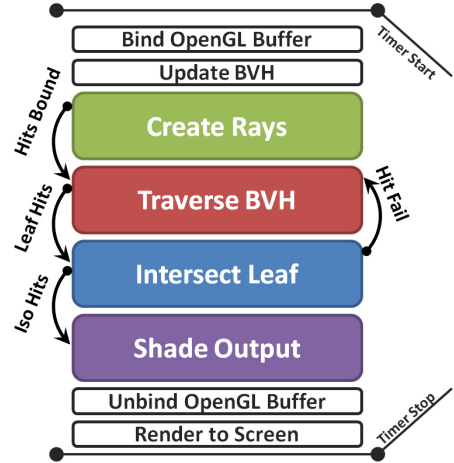 Bind OpenGL Buffer
Timer Start
Update BVH
Hits Bound
Create Rays
Leaf Hits
Traverse BVH
Hit Fail
Iso Hits
Intersect Leaf
Shade Output
Unbind OpenGL Buffer
Timer Stop
Render to Screen